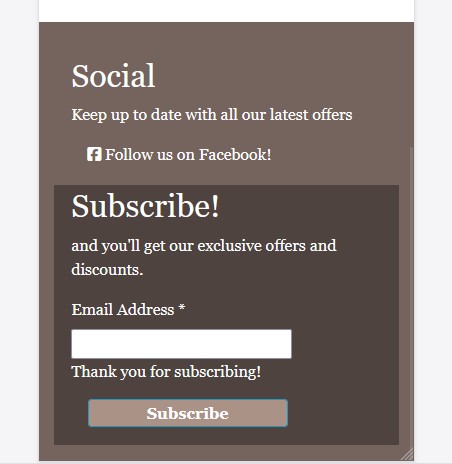 Social
Keep up to date with all our latest offers
Follow us on Facebook!
Subscribe!
and you'll get our exclusive offers and
discounts.
Email Address *
Thank you for subscribing!
Subscribe